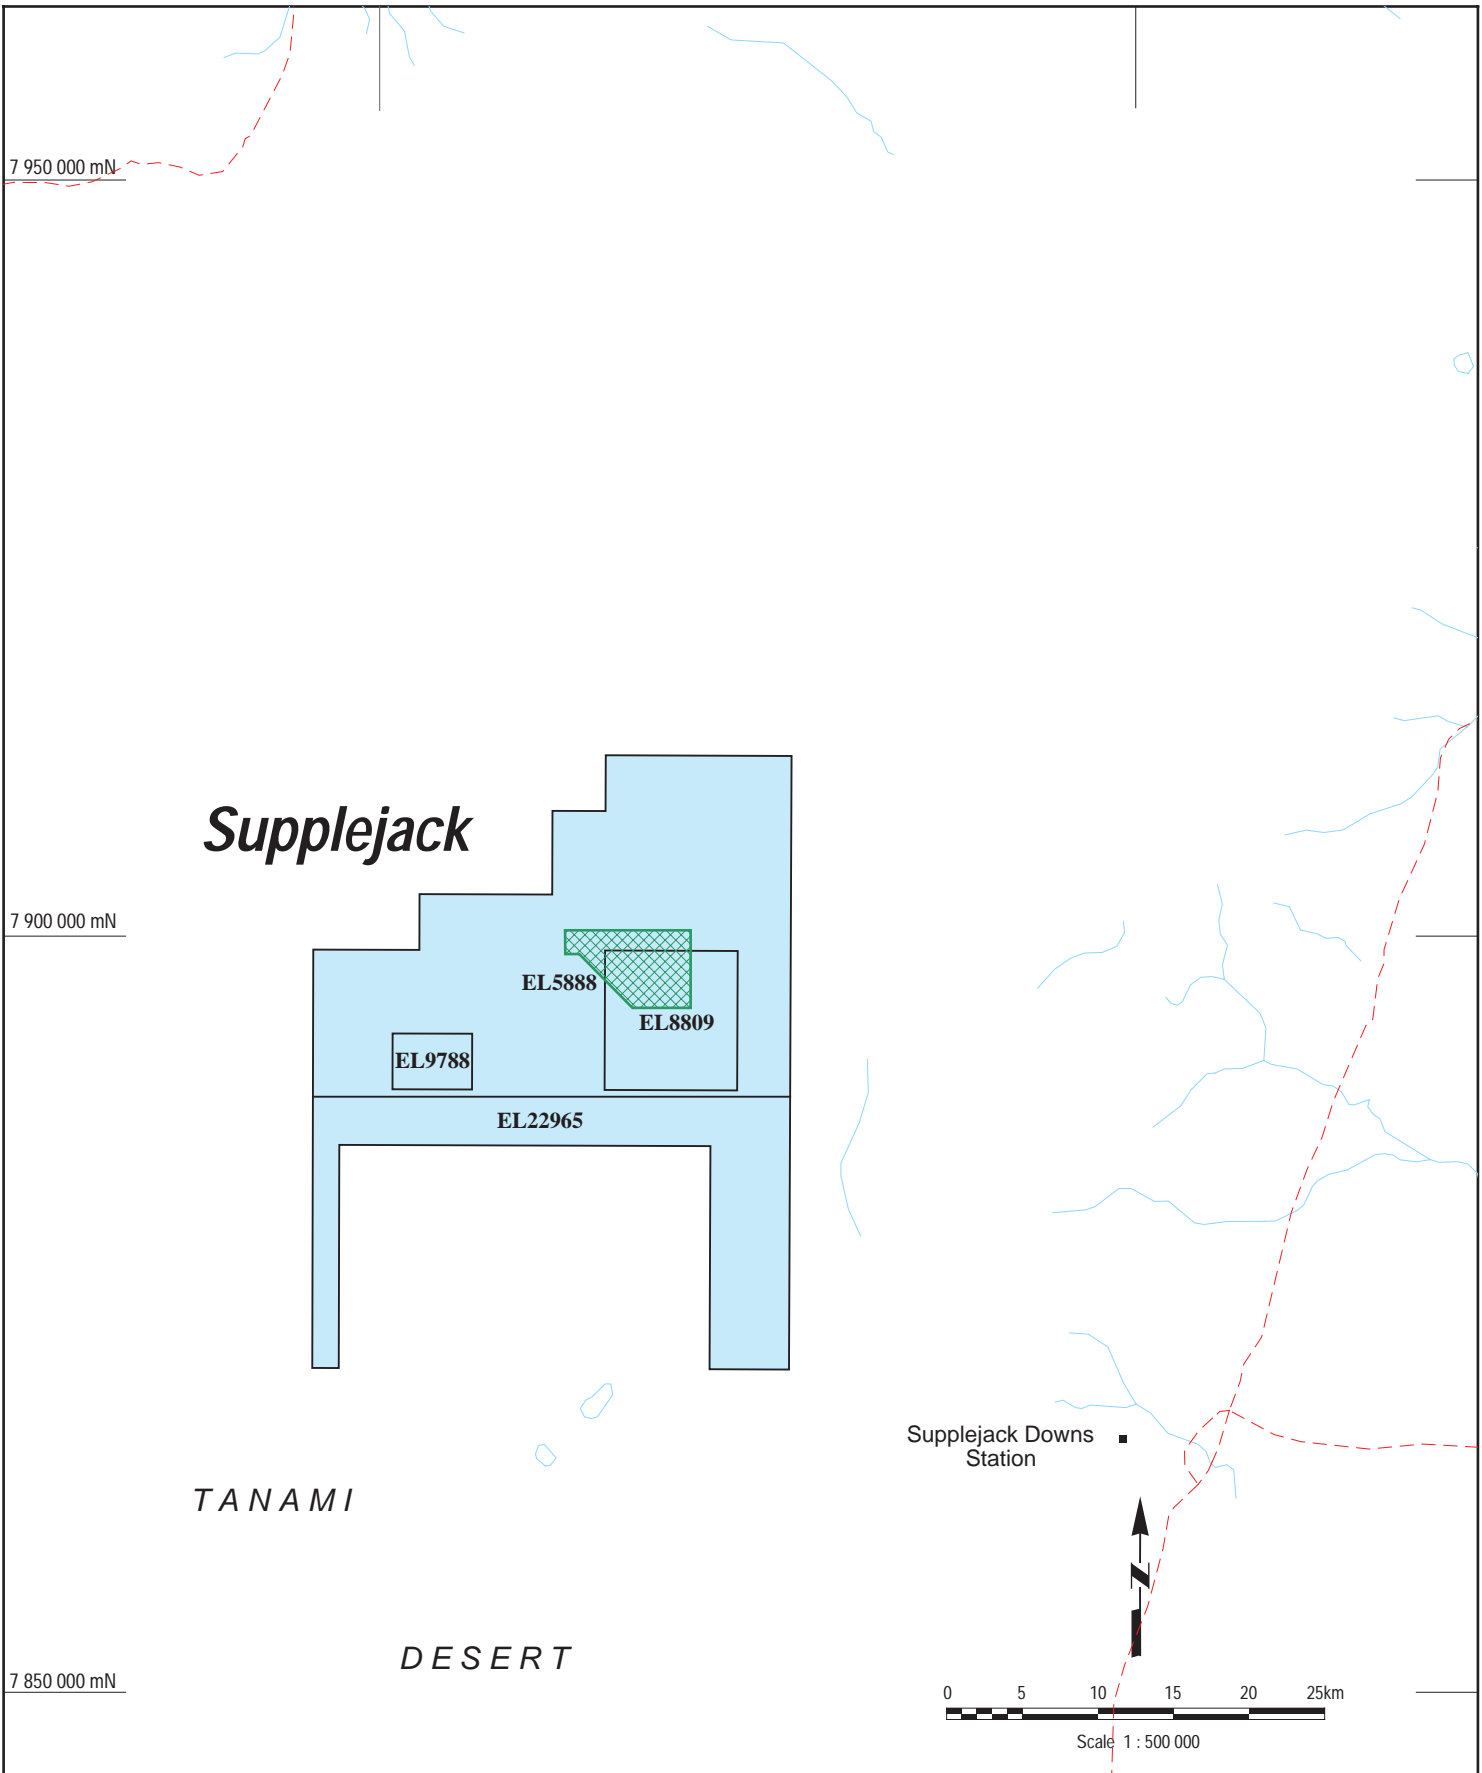 7 950 000 mN
Supplejack
7 900 000 mN
EL5888
EL8809
EL9788
EL22965
Supplejack Downs
Station
TANAMI
N
DESERT
7 850 000 mN
0 5 10 15 20 25km
Scale 1 : 500 000